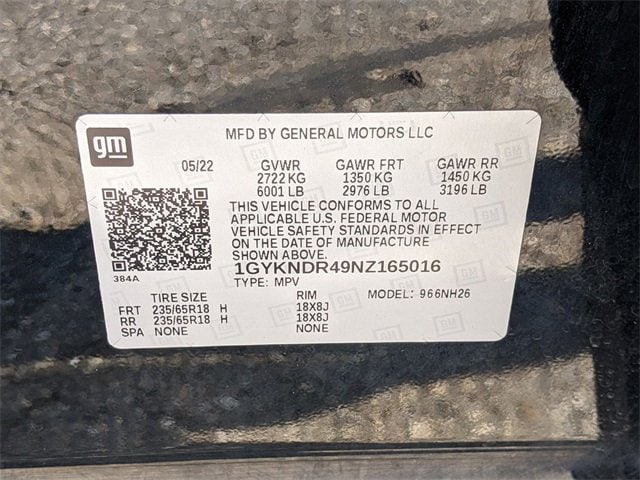 gm
MFD BY GENERAL MOTORS LLC
05/22 GVWR GAWR FRT GAWR RR
2722 KG 1350 KG 1450 KG
6001 LB 2976 LB 3196 LB
THIS VEHICLE CONFORMS TO ALL
APPLICABLE U.S. FEDERAL MOTOR
VEHICLE SAFETY STANDARDS IN EFFECT
ON THE DATE OF MANUFACTURE
SHOWN ABOVE.
384A
1GYKNDR49NZ165016
TYPE: MPV
TIRE SIZE RIM MODEL: 966NH26
FRT 235/65R18 H 18X8J
RR 235/65R18 H 18X8J
SPA NONE NONE